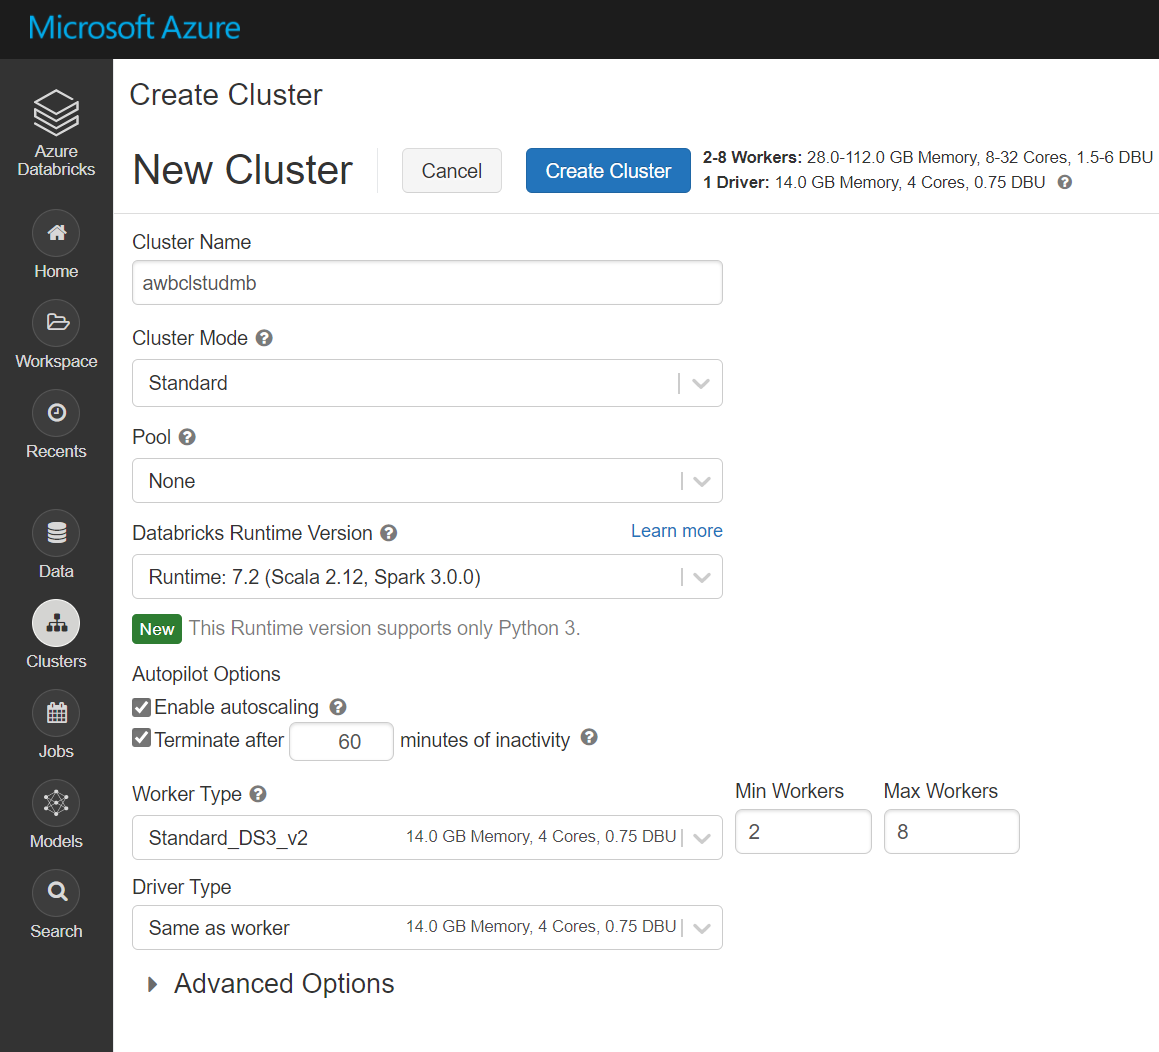 Microsoft Azure
Azure
Databricks
Home
Workspace
Recents
Data
Clusters
Jobs
Models
Search
Create Cluster
New Cluster
Cancel
Create Cluster
2-8 Workers: 28.0-112.0 GB Memory, 8-32 Cores, 1.5-6 DBU
1 Driver: 14.0 GB Memory, 4 Cores, 0.75 DBU ?
Cluster Name
awbclstudmb
Cluster Mode ?
Standard
Pool ?
None
Databricks Runtime Version ? Learn more
Runtime: 7.2 (Scala 2.12, Spark 3.0.0)
New This Runtime version supports only Python 3.
Autopilot Options
Enable autoscaling ?
Terminate after 60 minutes of inactivity ?
Worker Type ? Min Workers Max Workers
Standard_DS3_v2 14.0 GB Memory, 4 Cores, 0.75 DBU 2 8
Driver Type
Same as worker 14.0 GB Memory, 4 Cores, 0.75 DBU
Advanced Options